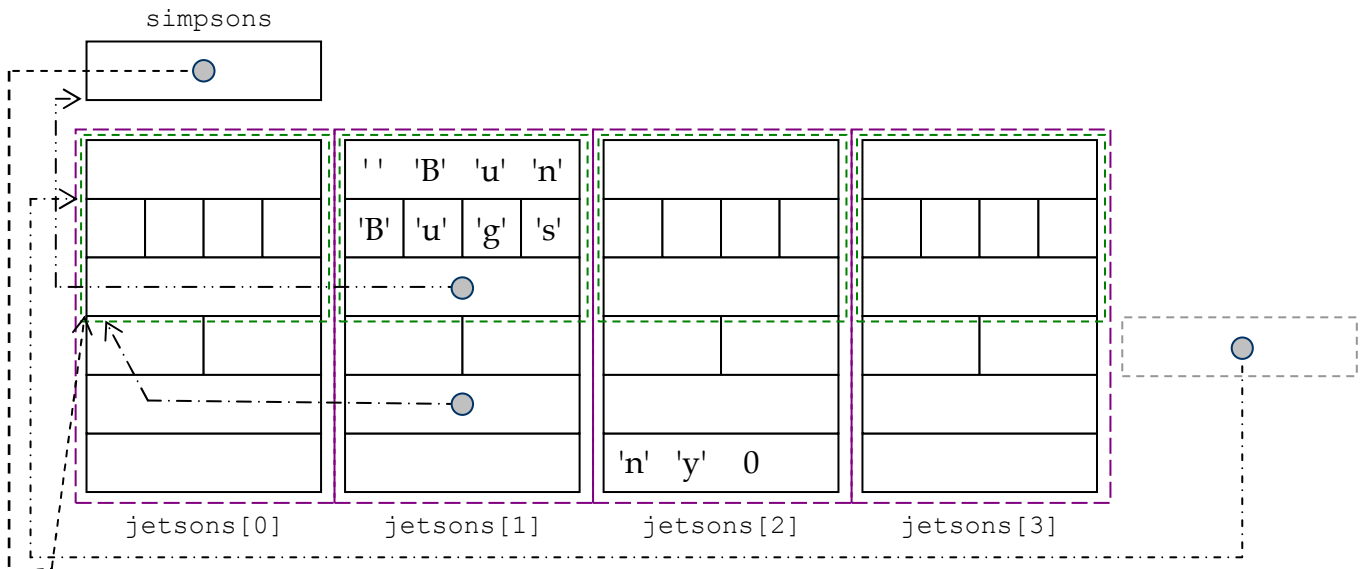 simpsons
' ' 'B' 'u' 'n'
'B' 'u' 'g' 's'
'n' 'y' 0
jetsons[0] jetsons[1] jetsons[2] jetsons[3]